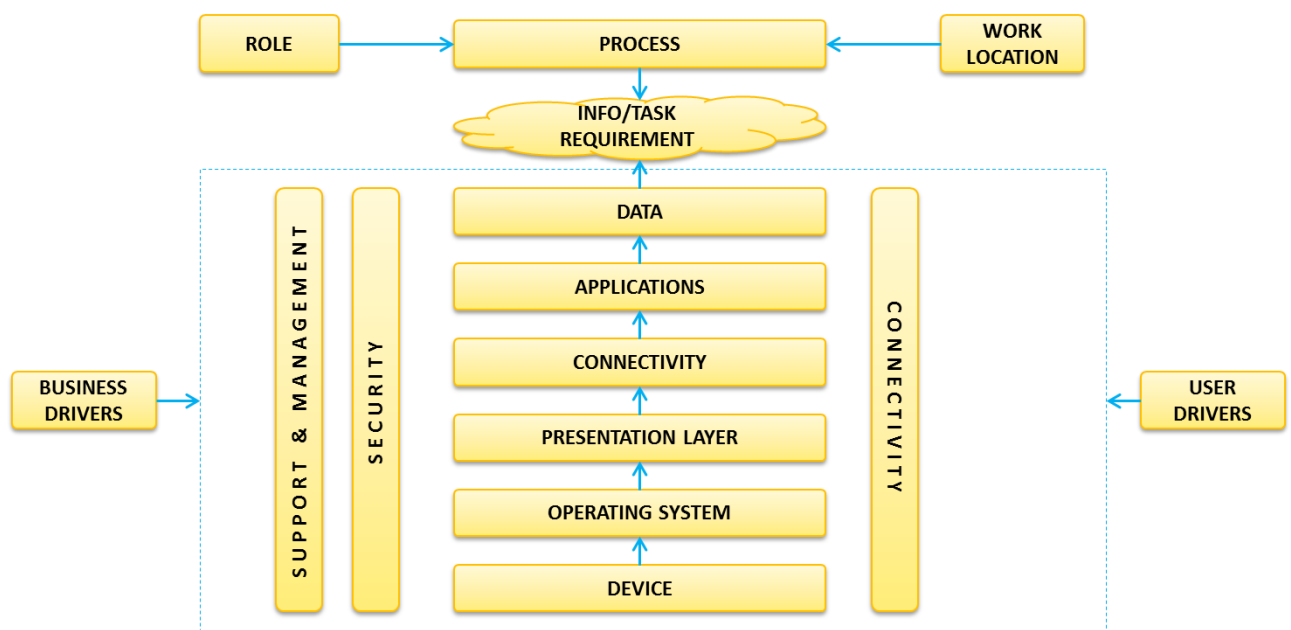 ROLE
PROCESS
WORK
LOCATION
INFO/TASK
REQUIREMENT
SUPPORT & MANAGEMENT
SECURITY
DATA
APPLICATIONS
CONNECTIVITY
PRESENTATION LAYER
OPERATING SYSTEM
DEVICE
CONNECTIVITY
BUSINESS
DRIVERS
USER
DRIVERS